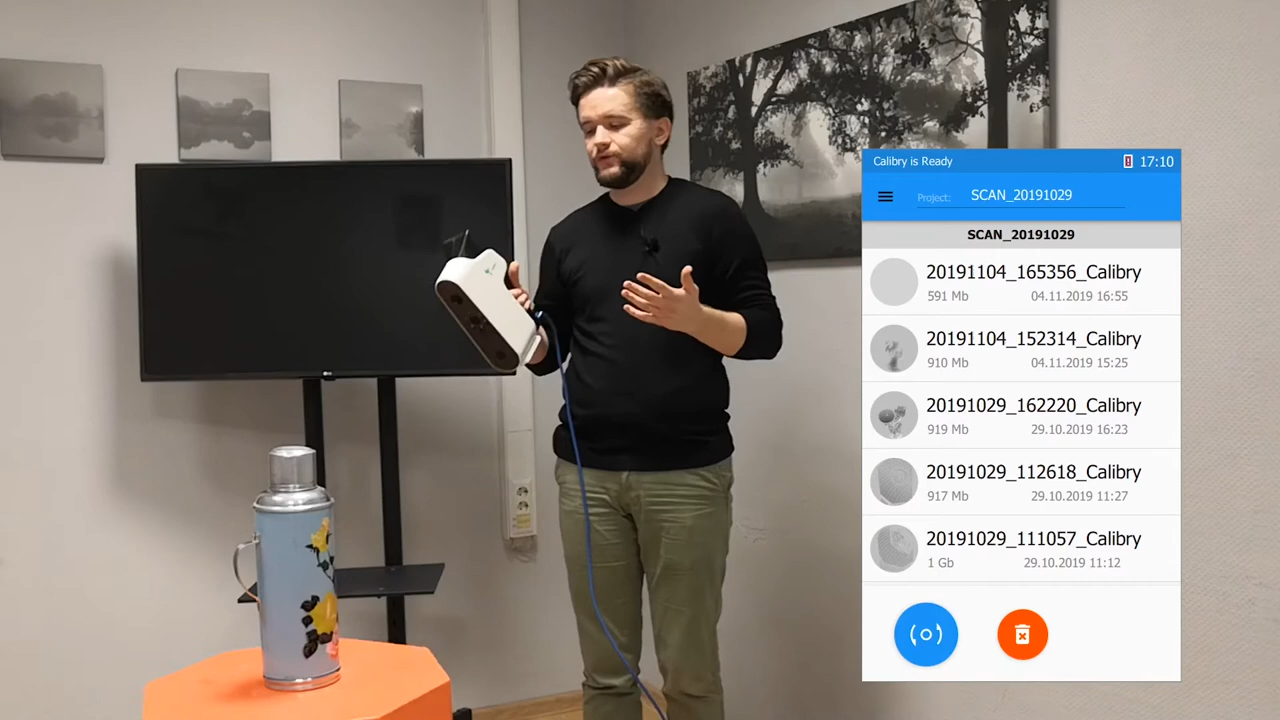 Calibry is Ready
17:10
Project: SCAN_20191029
SCAN_20191029
20191104_165356_Calibry
591 Mb 04.11.2019 16:55
20191104_152314_Calibry
910 Mb 04.11.2019 15:25
20191029_162220_Calibry
919 Mb 29.10.2019 16:23
20191029_112618_Calibry
917 Mb 29.10.2019 11:27
20191029_111057_Calibry
1 Gb 29.10.2019 11:12
LG